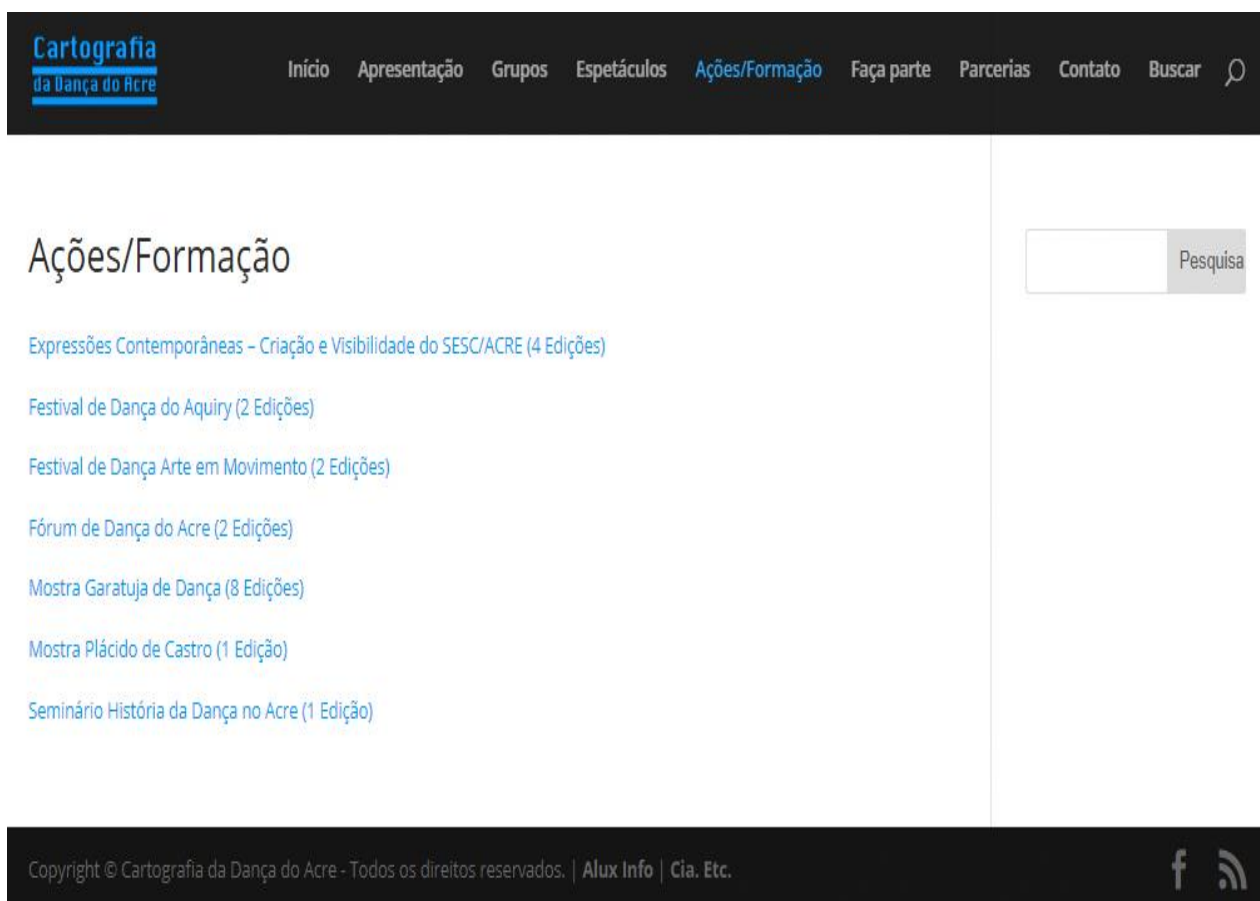 Cartografia
da Dança do Acre
Início Apresentação Grupos Espetáculos Ações/Formação Faça parte Parcerias Contato Buscar
Ações/Formação
Pesquisa
Expressões Contemporâneas – Criação e Visibilidade do SESC/ACRE (4 Edições)
Festival de Dança do Aquiry (2 Edições)
Festival de Dança Arte em Movimento (2 Edições)
Fórum de Dança do Acre (2 Edições)
Mostra Garatuja de Dança (8 Edições)
Mostra Plácido de Castro (1 Edição)
Seminário História da Dança no Acre (1 Edição)
Copyright © Cartografia da Dança do Acre - Todos os direitos reservados. | Alux Info | Cia. Etc.